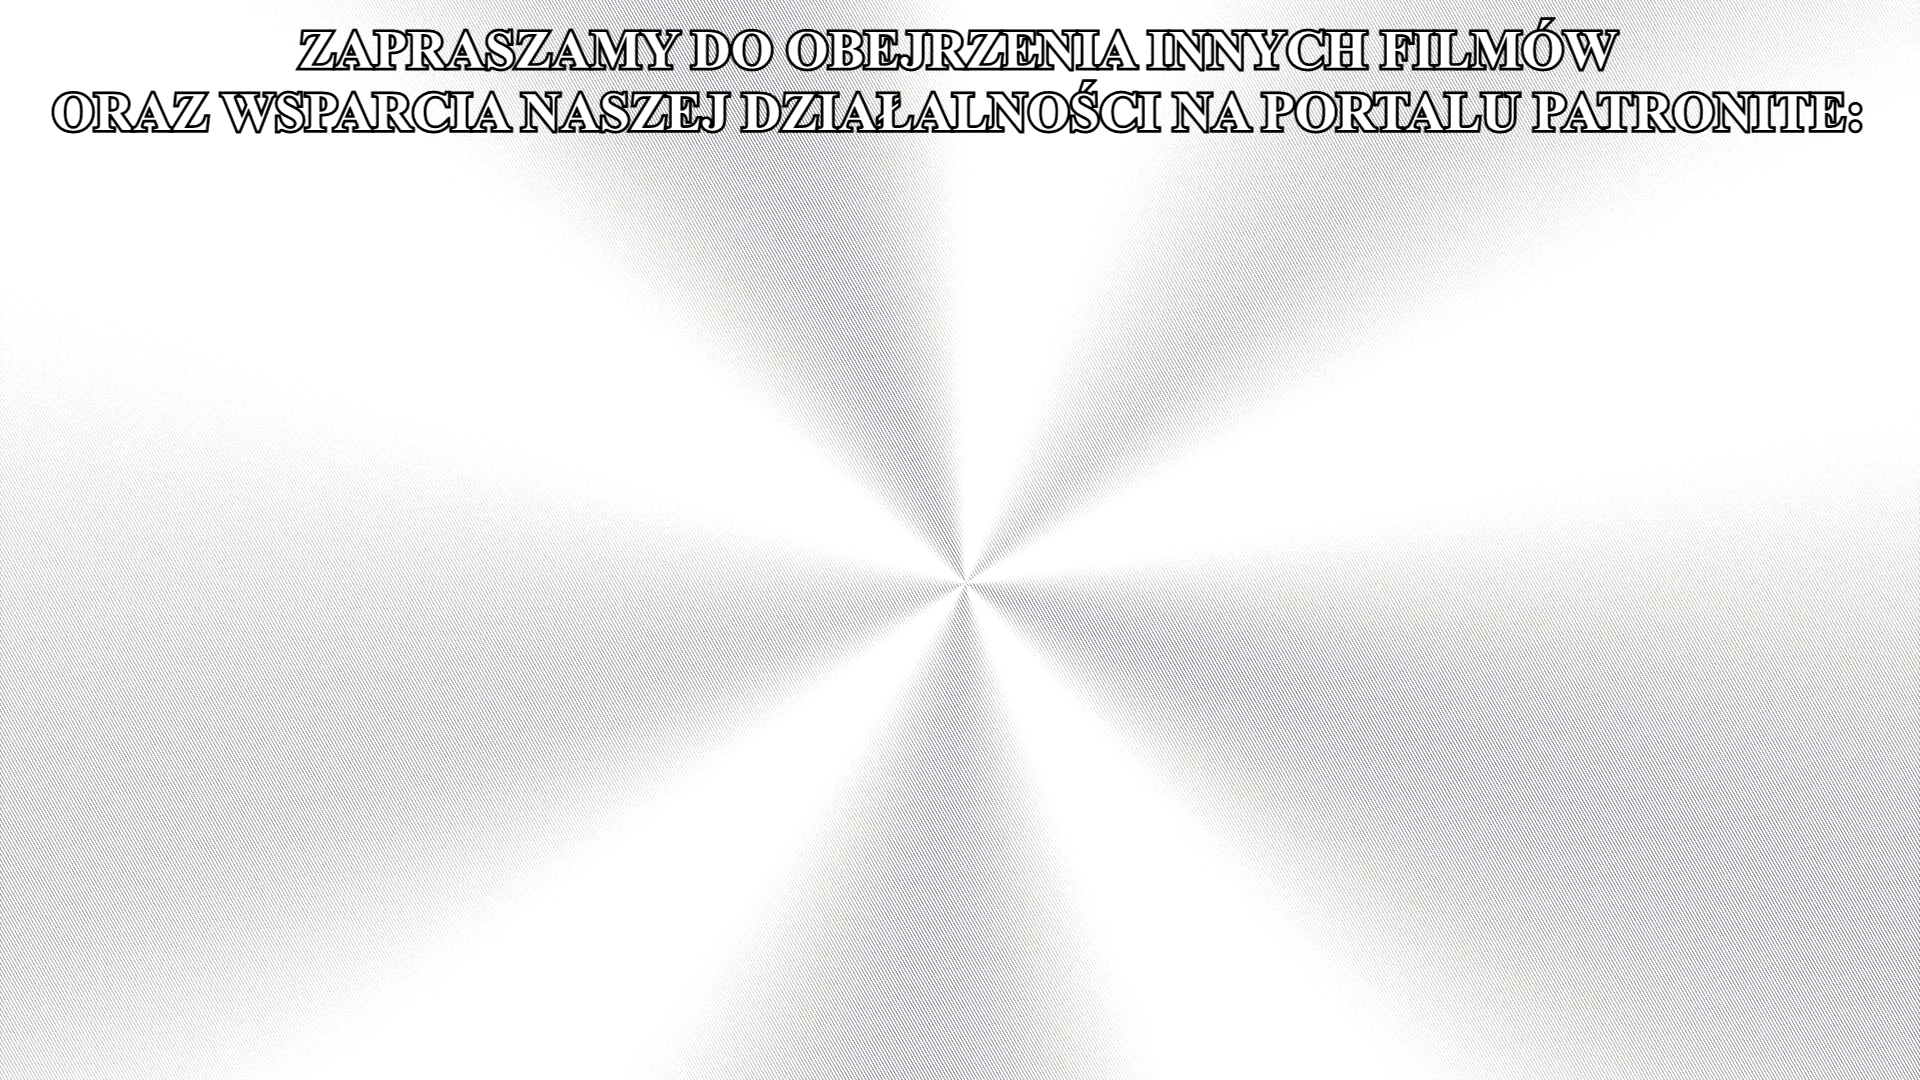 ZAPRASZAMY DO OBEJRZENIA INNYCH FILMÓW
ORAZ WSPARCIA NASZEJ DZIAŁALNOŚCI NA PORTALU PATRONITE: